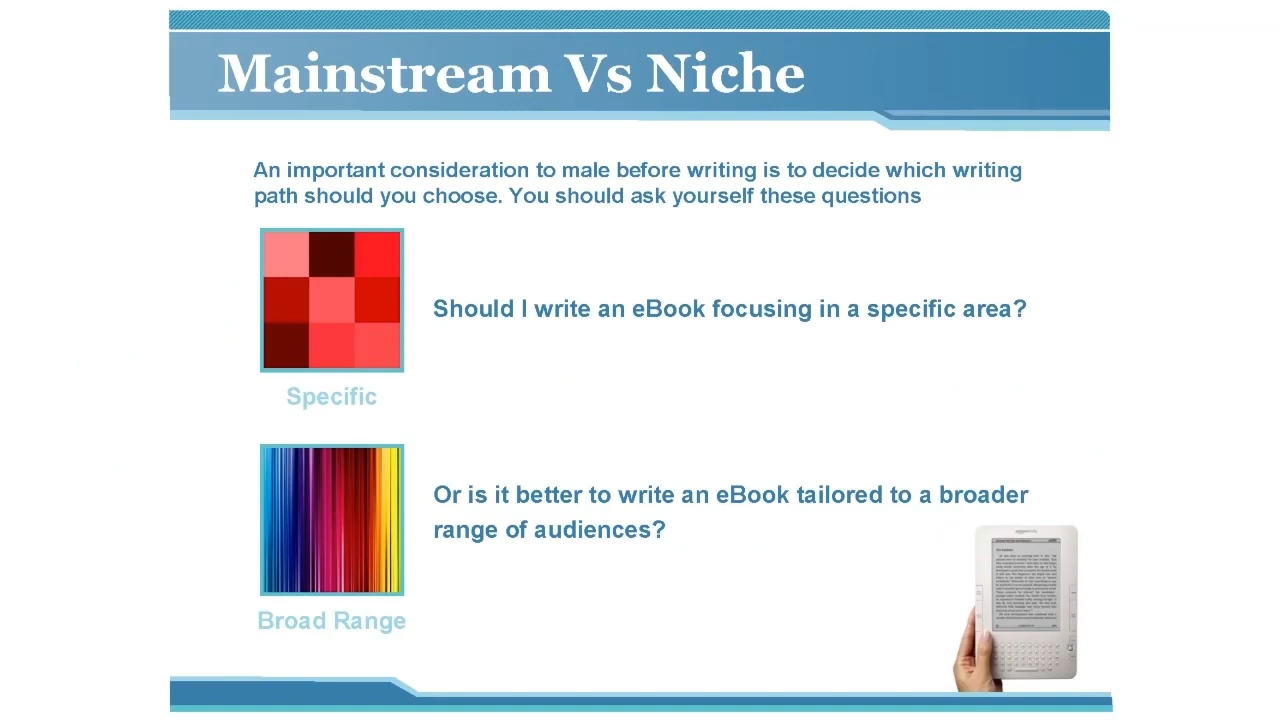 Mainstream Vs Niche
An important consideration to male before writing is to decide which writing
path should you choose. You should ask yourself these questions
Should I write an eBook focusing in a specific area?
Specific
Or is it better to write an eBook tailored to a broader
range of audiences?
Broad Range